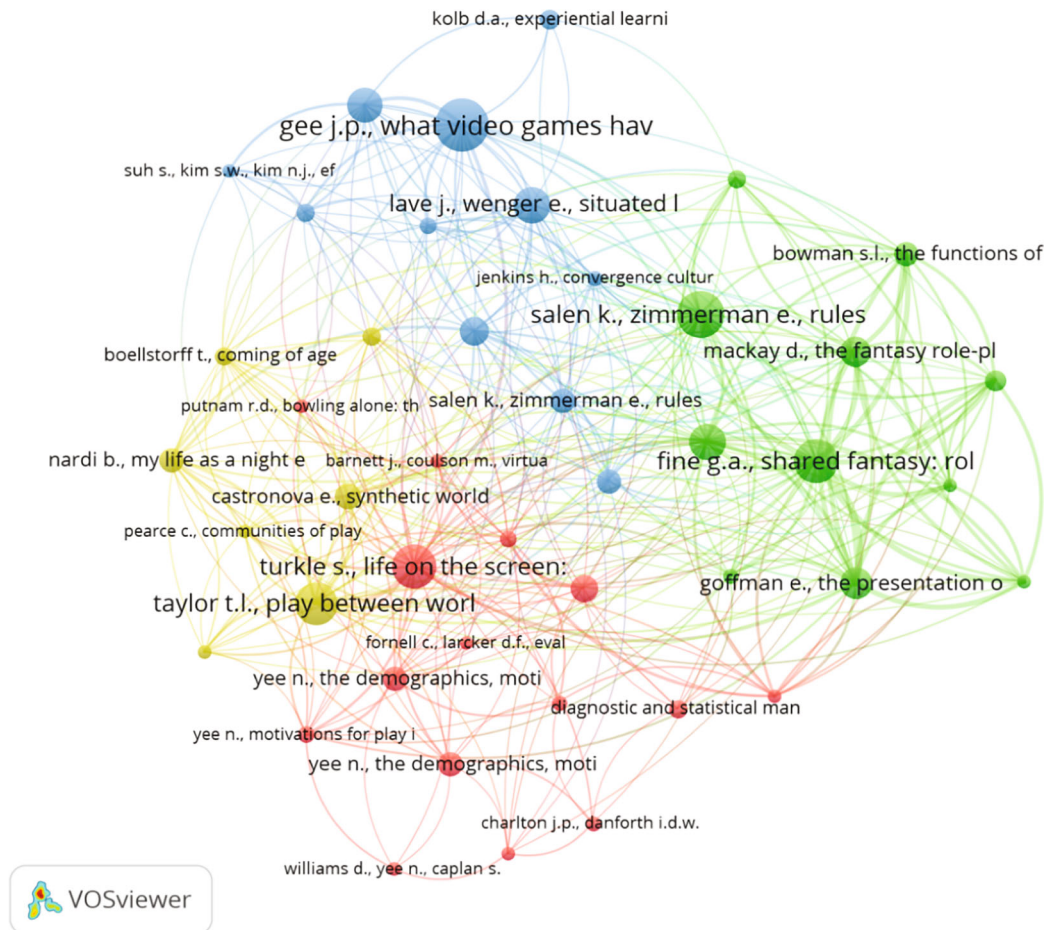 kolb d.a., experiential learni
gee j.p., what video games hav
suh s., kim s.w., kim n.j., ef
lave j., wenger e., situated l
bowman s.l., the functions of
jenkins h., convergence cultur
salen k., zimmerman e., rules
mackay d., the fantasy role-pl
boellstorff t., coming of age
putnam r.d., bowling alone: th
salen k., zimmerman e., rules
nardi b., my life as a night e
barnett j., coulson m., virtua
fine g.a., shared fantasy: rol
castronova e., synthetic world
pearce c., communities of play
turkle s., life on the screen:
goffman e., the presentation o
taylor t.l., play between worl
fornell c., larcker d.f., eval
yee n., the demographics, moti
diagnostic and statistical man
yee n., motivations for play i
yee n., the demographics, moti
charlton j.p., danforth i.d.w.
williams d., yee n., caplan s.
VOSviewer